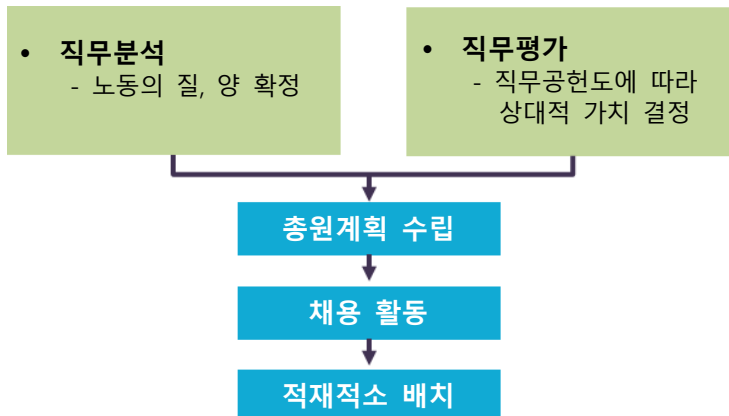 • 직무분석
- 노동의 질, 양 확정
• 직무평가
- 직무공헌도에 따라
상대적 가치 결정
총원계획 수립
채용 활동
적재적소 배치